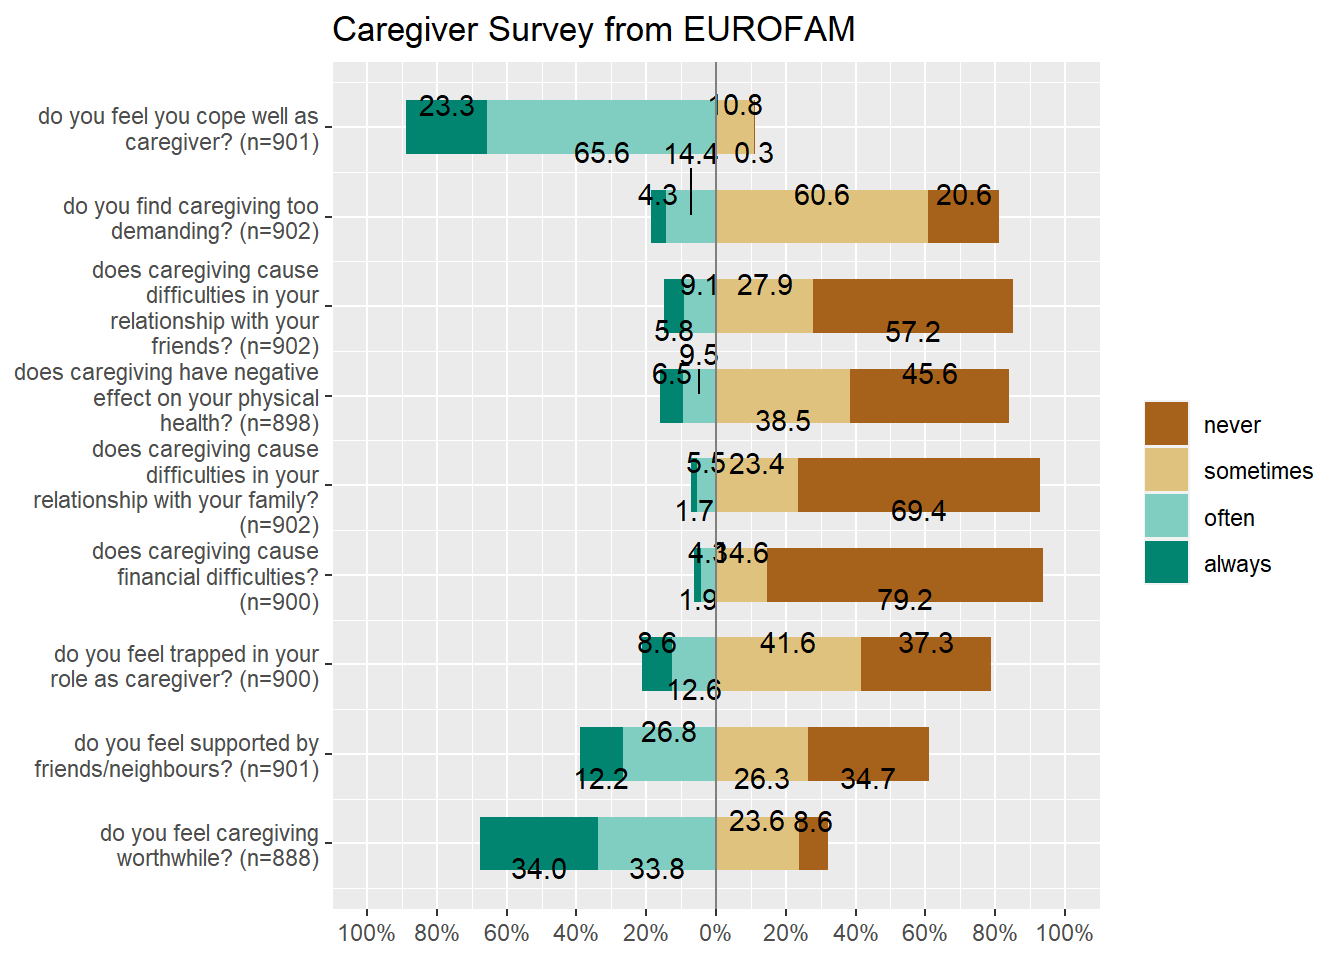 Caregiver Survey from EUROFAM
do you feel you cope well as
caregiver? (n=901)
23.3
10.8
65.6
14.4
0.3
do you find caregiving too
demanding? (n=902)
4.3
60.6
20.6
does caregiving cause
difficulties in your
relationship with your
friends? (n=902)
9.1
27.9
5.8
57.2
9.5
does caregiving have negative
effect on your physical
health? (n=898)
6.5
45.6
38.5
does caregiving cause
difficulties in your
relationship with your family?
(n=902)
5.5
23.4
1.7
69.4
does caregiving cause
financial difficulties?
(n=900)
4.3
14.6
1.9
79.2
do you feel trapped in your
role as caregiver? (n=900)
8.6
41.6
37.3
12.6
do you feel supported by
friends/neighbours? (n=901)
26.8
12.2
26.3
34.7
do you feel caregiving
worthwhile? (n=888)
23.6
8.6
34.0
33.8
100% 80% 60% 40% 20% 0% 20% 40% 60% 80% 100%
never
sometimes
often
always